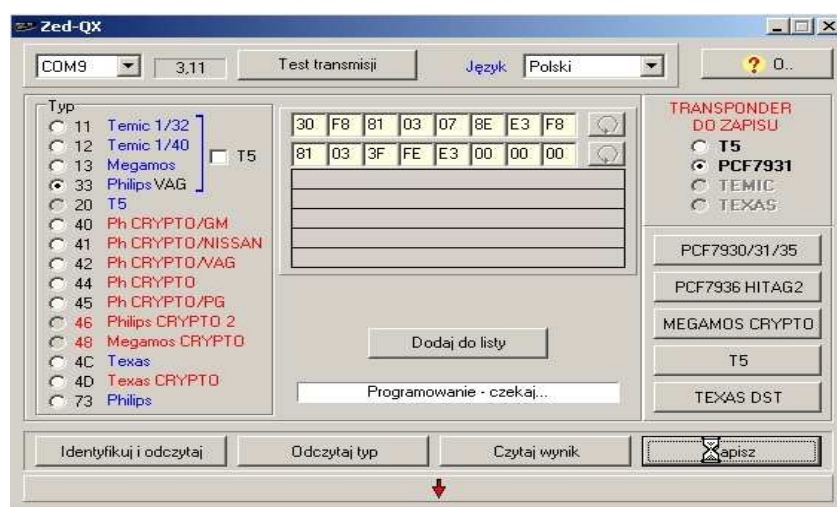 Zed-QX
COM9 3,11 Test transmisji Język Polski ? O..
Typ
11 Temic 1/32
12 Temic 1/40
13 Megamos
33 Philips VAG
T5
20 T5
40 Ph CRYPTO/GM
41 Ph CRYPTO/NISSAN
42 Ph CRYPTO/VAG
44 Ph CRYPTO
45 Ph CRYPTO/PG
46 Philips CRYPTO 2
48 Megamos CRYPTO
4C Texas
4D Texas CRYPTO
73 Philips
30 F8 81 03 07 8E E3 F8
81 03 3F FE E3 00 00 00
Dodaj do listy
Programowanie - czekaj...
TRANSPONDER
DO ZAPISU
T5
PCF7931
TEMIC
TEXAS
PCF7930/31/35
PCF7936 HITAG2
MEGAMOS CRYPTO
T5
TEXAS DST
Identyfikuj i odczytaj Odczytaj typ Czytaj wynik Zapisz